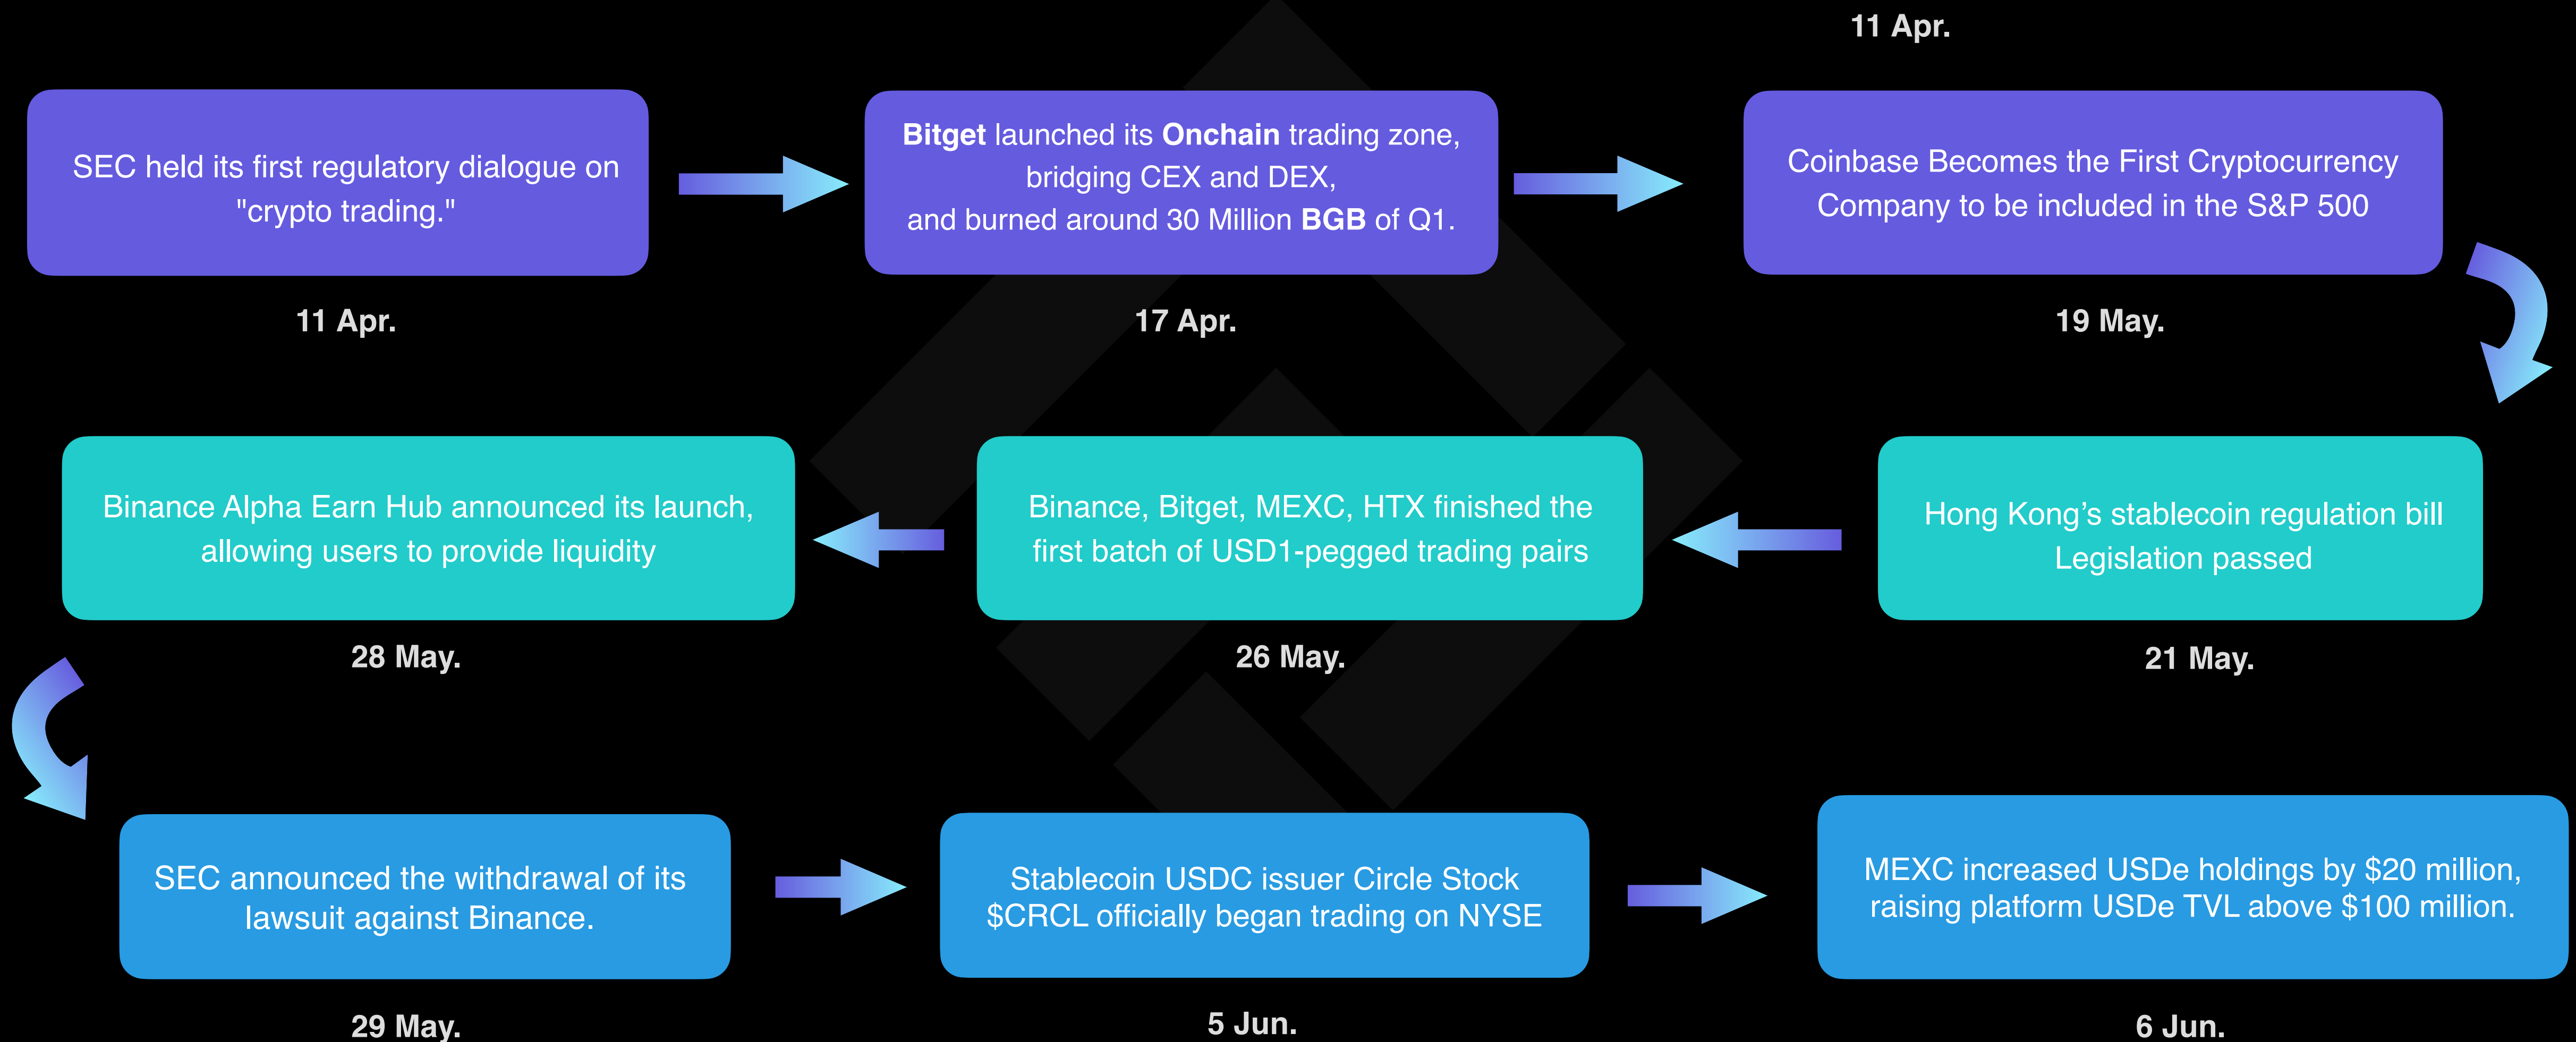 11 Apr.
SEC held its first regulatory dialogue on
"crypto trading."
11 Apr.
Bitget launched its Onchain trading zone,
bridging CEX and DEX,
and burned around 30 Million BGB of Q1.
17 Apr.
Coinbase Becomes the First Cryptocurrency
Company to be included in the S&P 500
19 May.
Hong Kong’s stablecoin regulation bill
Legislation passed
21 May.
Binance, Bitget, MEXC, HTX finished the
first batch of USD1-pegged trading pairs
26 May.
Binance Alpha Earn Hub announced its launch,
allowing users to provide liquidity
28 May.
SEC announced the withdrawal of its
lawsuit against Binance.
29 May.
Stablecoin USDC issuer Circle Stock
$CRCL officially began trading on NYSE
5 Jun.
MEXC increased USDe holdings by $20 million,
raising platform USDe TVL above $100 million.
6 Jun.